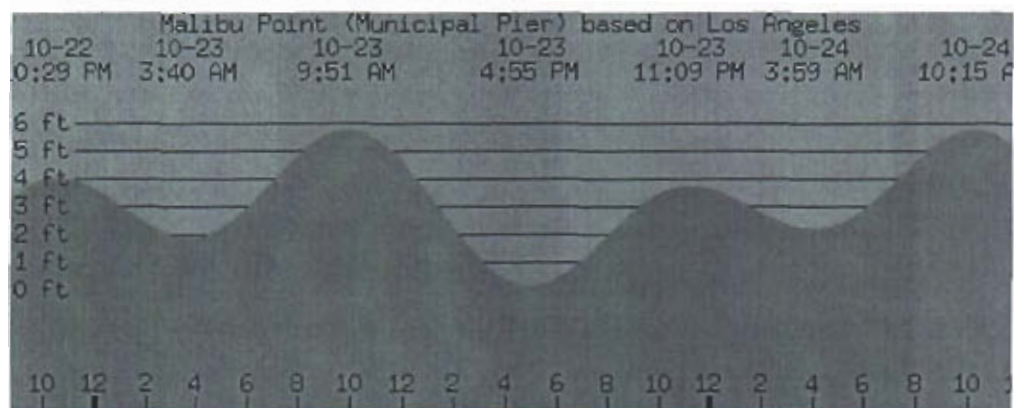 Malibu Point (Municipal Pier) based on Los Angeles
10-22 10-23 10-23 10-23 10-23 10-24 10-24
0:29 PM 3:40 AM 9:51 AM 4:55 PM 11:09 PM 3:59 AM 10:15
6 ft
5 ft
4 ft
3 ft
2 ft
1 ft
0 ft
10 12 2 4 6 8 10 12 2 4 6 8 10 12 2 4 6 8 10